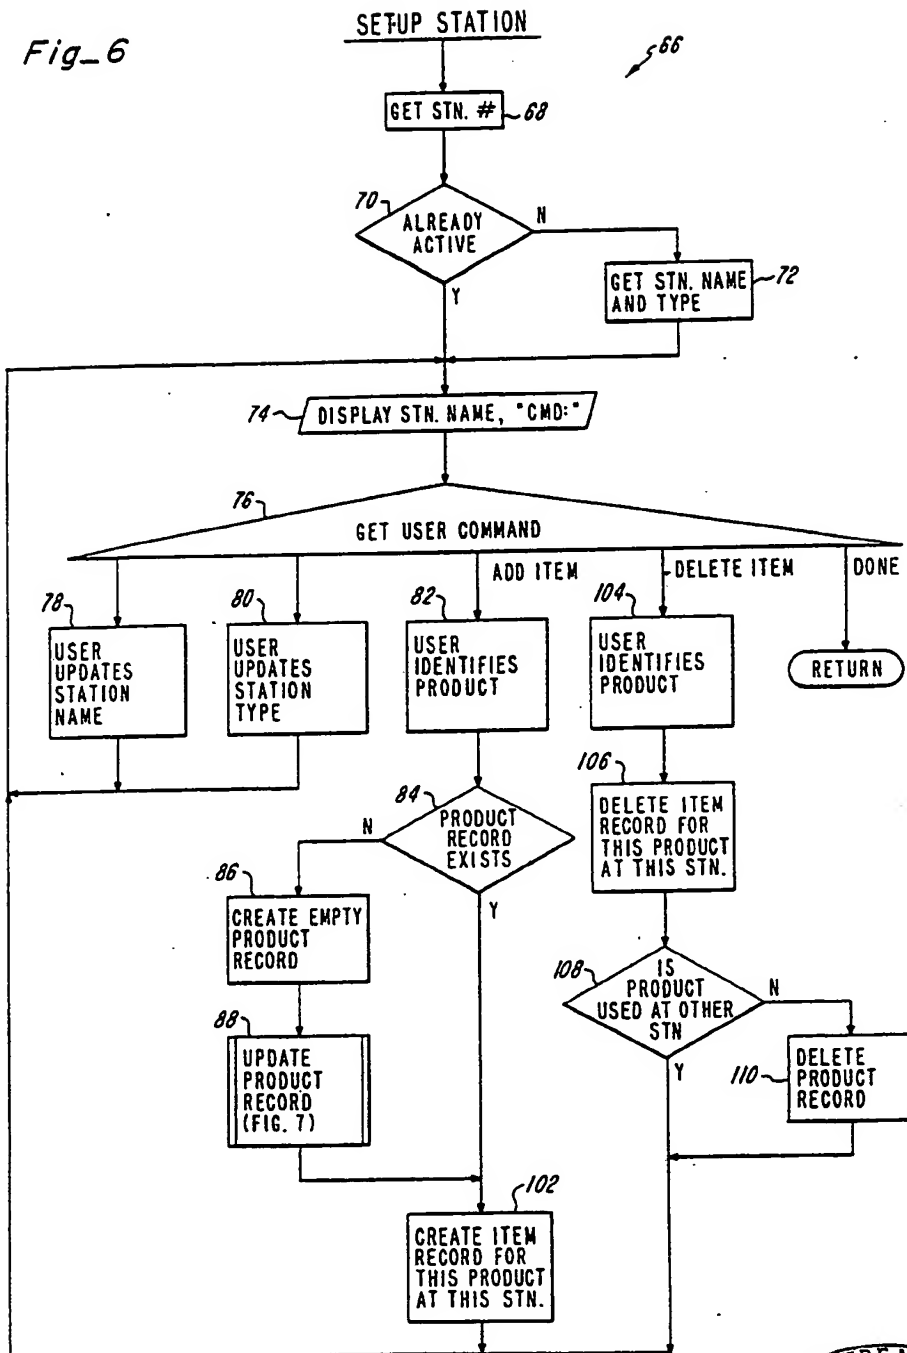 Fig_6
SETUP STATION
66
GET STN. #
68
70
ALREADY
ACTIVE
N
Y
GET STN. NAME
AND TYPE
72
74
DISPLAY STN. NAME, "CMD:"
76
GET USER COMMAND
ADD ITEM
DELETE ITEM
DONE
78
USER
UPDATES
STATION
NAME
80
USER
UPDATES
STATION
TYPE
82
USER
IDENTIFIES
PRODUCT
104
USER
IDENTIFIES
PRODUCT
RETURN
84
PRODUCT
RECORD
EXISTS
N
Y
106
DELETE ITEM
RECORD FOR
THIS PRODUCT
AT THIS STN.
86
CREATE EMPTY
PRODUCT
RECORD
108
IS
PRODUCT
USED AT OTHER
STN
N
Y
88
UPDATE
PRODUCT
RECORD
(FIG. 7)
110
DELETE
PRODUCT
RECORD
102
CREATE ITEM
RECORD FOR
THIS PRODUCT
AT THIS STN.